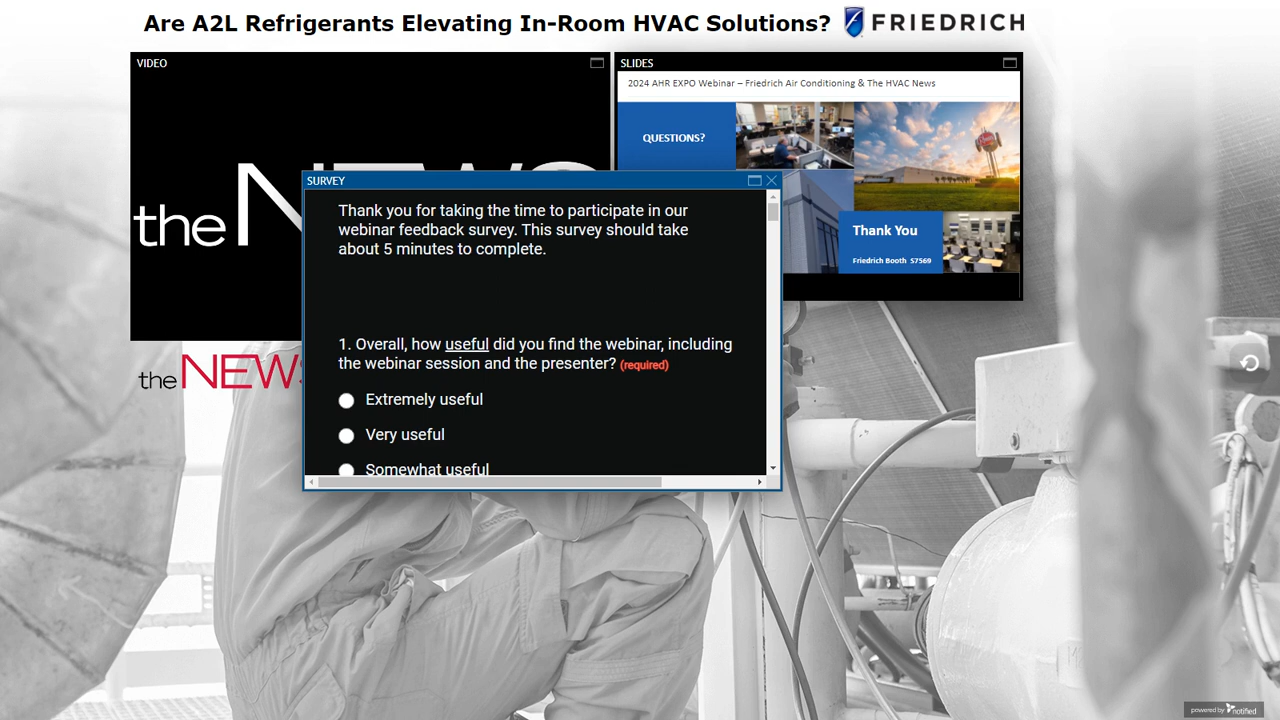 Are A2L Refrigerants Elevating In-Room HVAC Solutions?
FRIEDRICH
VIDEO
theNEWS
SLIDES
2024 AHR EXPO Webinar – Friedrich Air Conditioning & The HVAC News
QUESTIONS?
Thank You
Friedrich Booth S7569
SURVEY
Thank you for taking the time to participate in our
webinar feedback survey. This survey should take
about 5 minutes to complete.
1. Overall, how useful did you find the webinar, including
the webinar session and the presenter? (required)
Extremely useful
Very useful
Somewhat useful
theNEWS
powered by notified